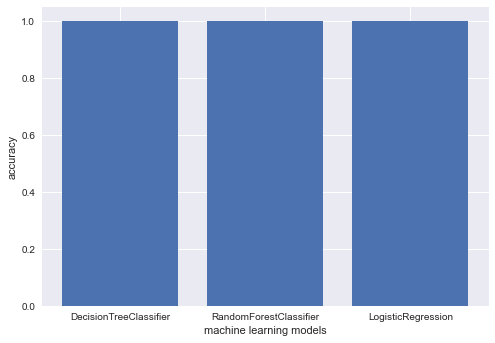 1.0
0.8
0.6
0.4
0.2
0.0
accuracy
DecisionTreeClassifier RandomForestClassifier LogisticRegression
machine learning models